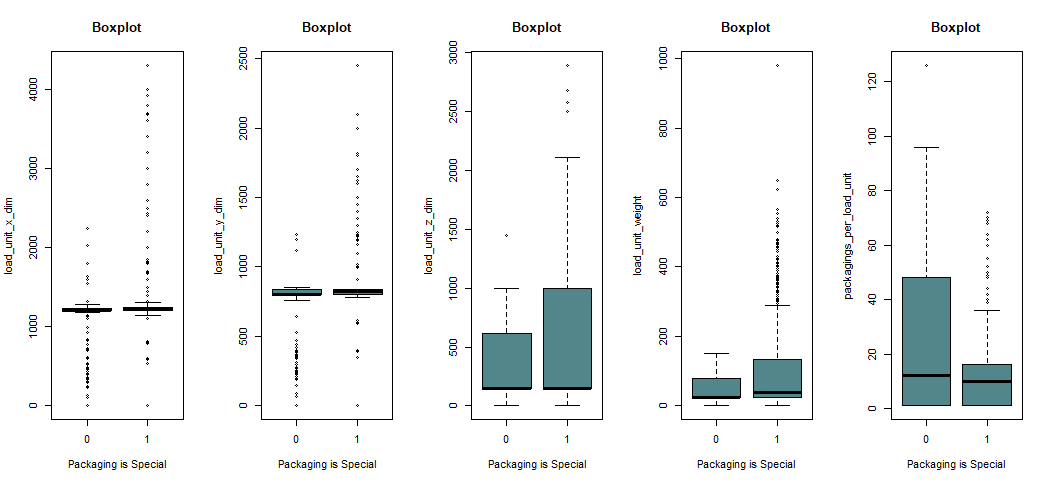 Boxplot
load_unit_x_dim
4000
3000
2000
1000
0
0 1
Packaging is Special
Boxplot
load_unit_y_dim
2500
2000
1500
1000
500
0
0 1
Packaging is Special
Boxplot
load_unit_z_dim
3000
2500
2000
1500
1000
500
0
0 1
Packaging is Special
Boxplot
load_unit_weight
1000
800
600
400
200
0
0 1
Packaging is Special
Boxplot
packagings_per_load_unit
120
100
80
60
40
20
0
0 1
Packaging is Special